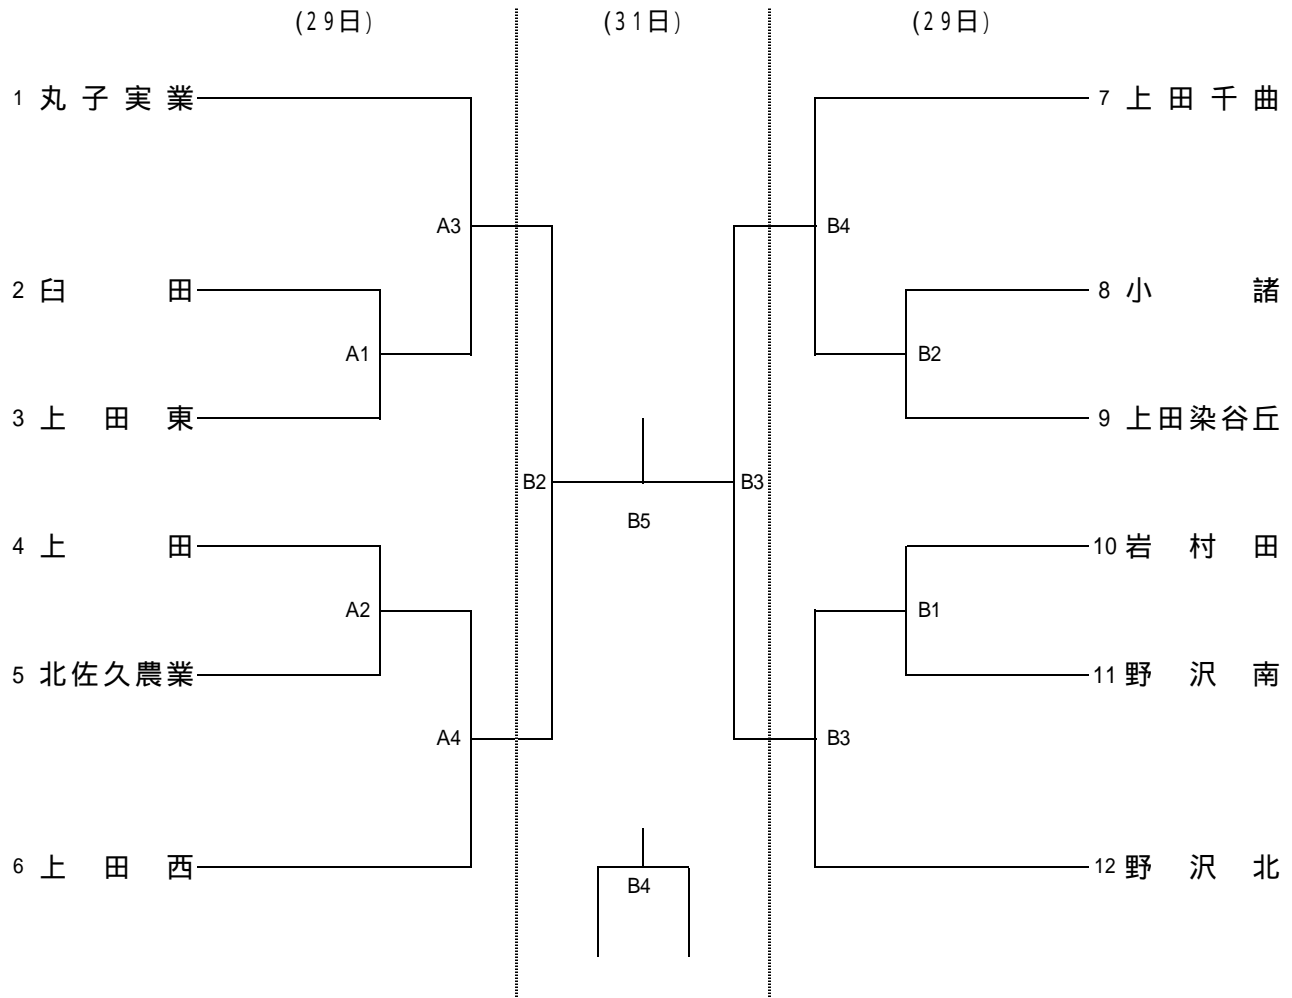 (29日) (31日) (29日)
1 丸子実業 7 上田千曲
A3 B4
2 臼田 8 小諸
A1 B2
3 上田東 9 上田染谷丘
B2 B3
B5
4 上田 10 岩村田
A2 B1
5 北佐久農業 11 野沢南
A4 B3
6 上田西 12 野沢北
B4